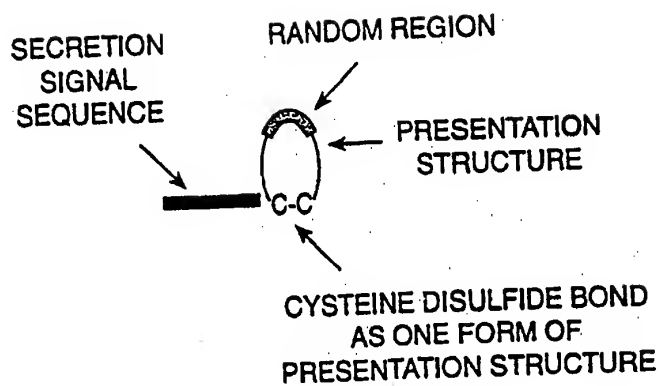 SECRETION
SIGNAL
SEQUENCE
RANDOM REGION
PRESENTATION
STRUCTURE
C-C
CYSTEINE DISULFIDE BOND
AS ONE FORM OF
PRESENTATION STRUCTURE